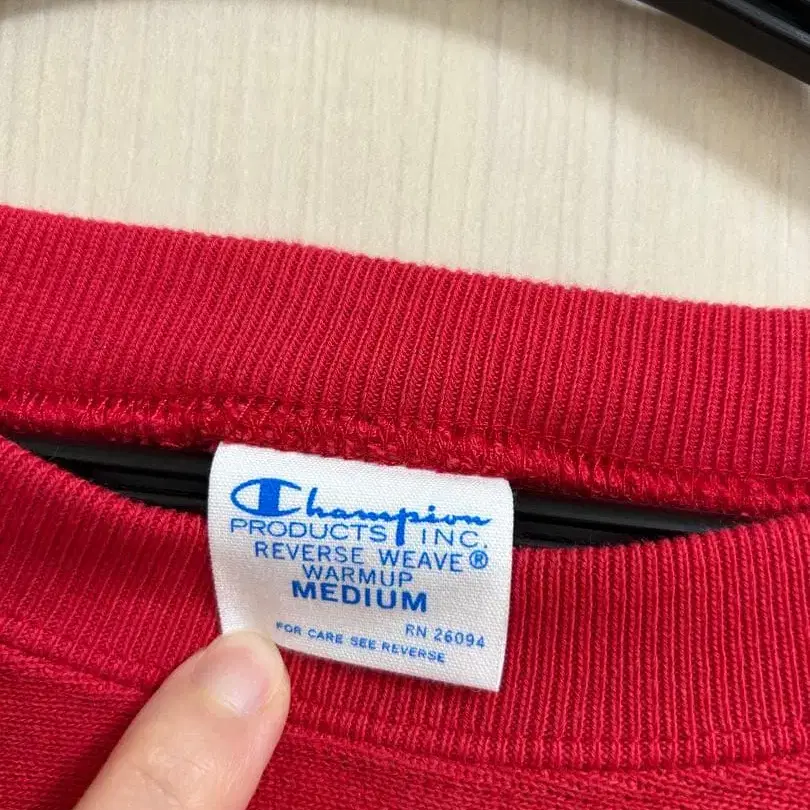 Champion
PRODUCTS INC.
REVERSE WEAVE®
WARMUP
MEDIUM
RN 26094
FOR CARE SEE REVERSE